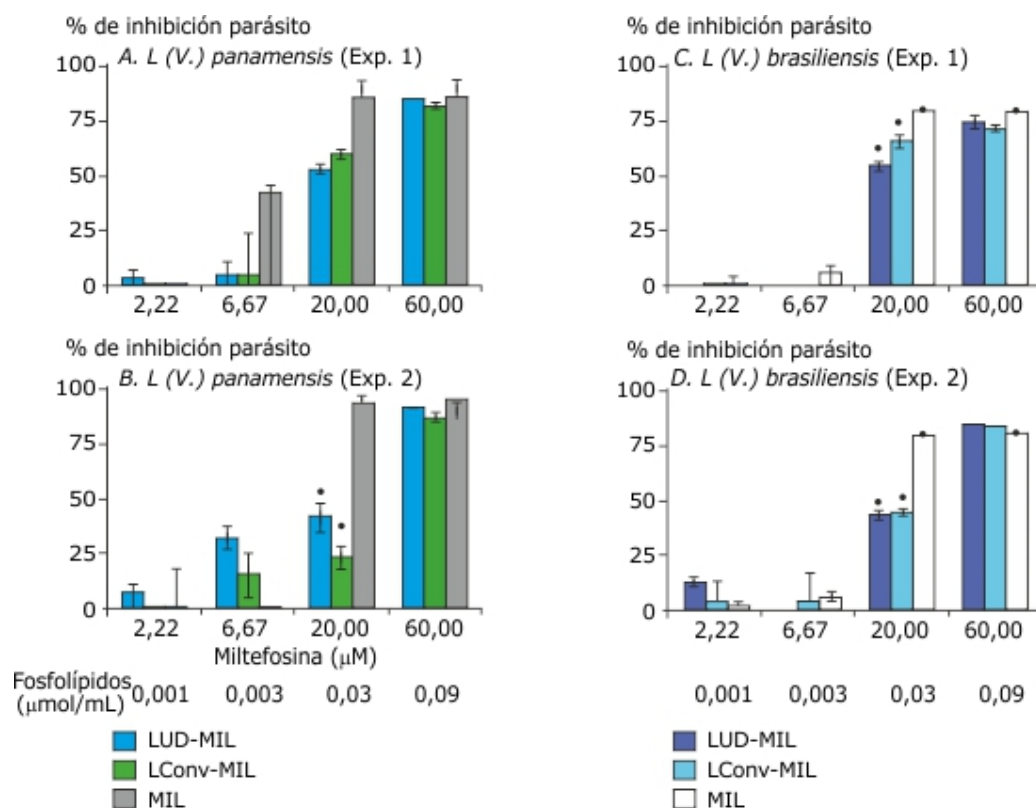 % de inhibición parásito
A. L (V.) panamensis (Exp. 1)
100
75
50
25
0
2,22 6,67 20,00 60,00
% de inhibición parásito
C. L (V.) brasiliensis (Exp. 1)
100
75
50
25
0
2,22 6,67 20,00 60,00
% de inhibición parásito
B. L (V.) panamensis (Exp. 2)
100
75
50
25
0
2,22 6,67 20,00 60,00
Miltefosina (μM)
% de inhibición parásito
D. L (V.) brasiliensis (Exp. 2)
100
75
50
25
0
2,22 6,67 20,00 60,00
Fosfolípidos
(μmol/mL)
0,001 0,003 0,03 0,09
0,001 0,003 0,03 0,09
LUD-MIL
LConv-MIL
MIL
LUD-MIL
LConv-MIL
MIL